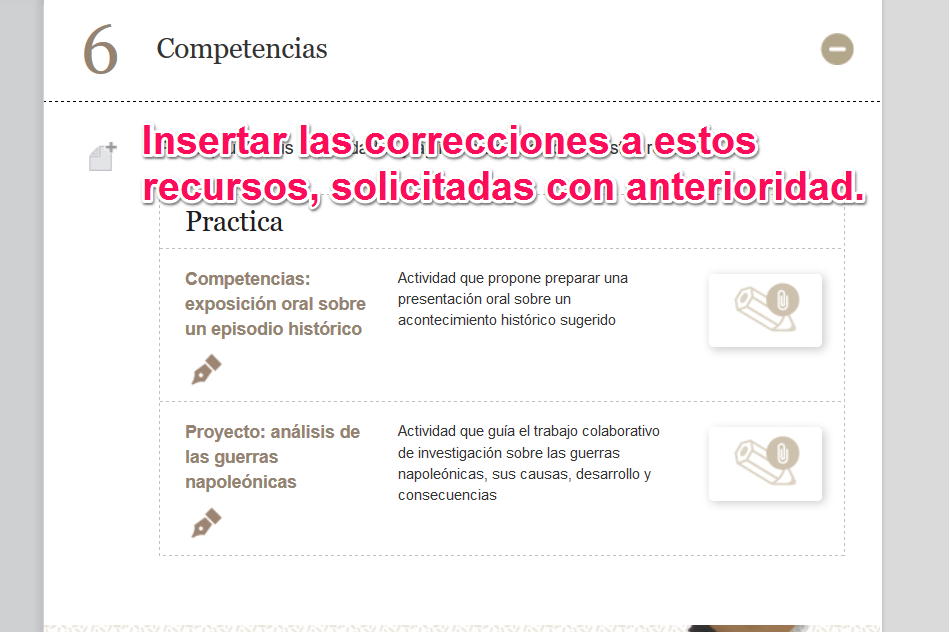 6 Competencias
Insertar las correcciones a estos
recursos, solicitadas con anterioridad.
Practica
Competencias:
exposición oral sobre
un episodio histórico
Actividad que propone preparar una
presentación oral sobre un
acontecimiento histórico sugerido
Proyecto: análisis de
las guerras
napoleónicas
Actividad que guía el trabajo colaborativo
de investigación sobre las guerras
napoleónicas, sus causas, desarrollo y
consecuencias